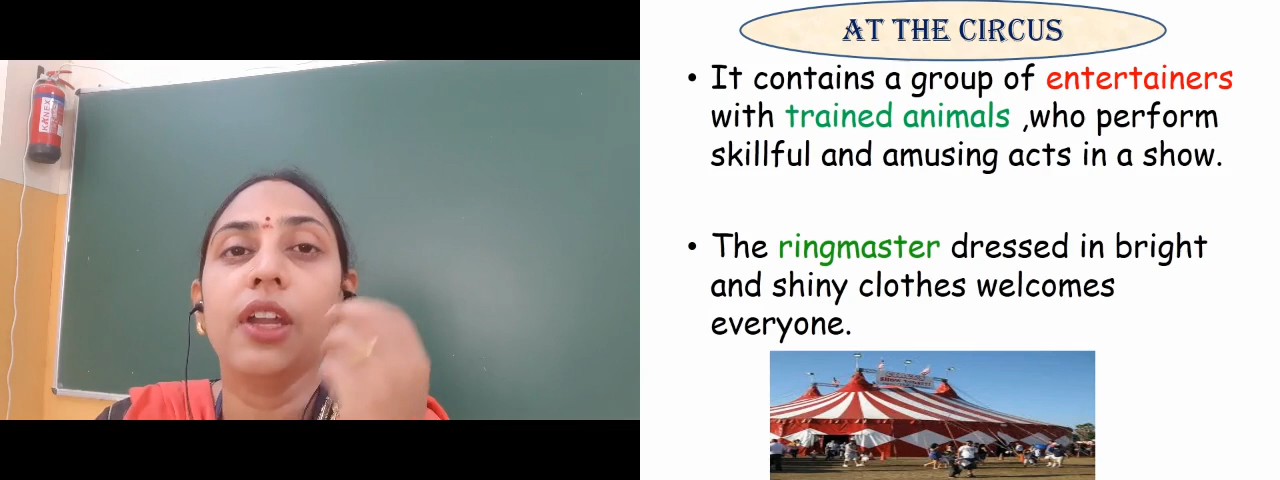 AT THE CIRCUS
• It contains a group of entertainers
with trained animals ,who perform
skillful and amusing acts in a show.
• The ringmaster dressed in bright
and shiny clothes welcomes
everyone.
KANEX